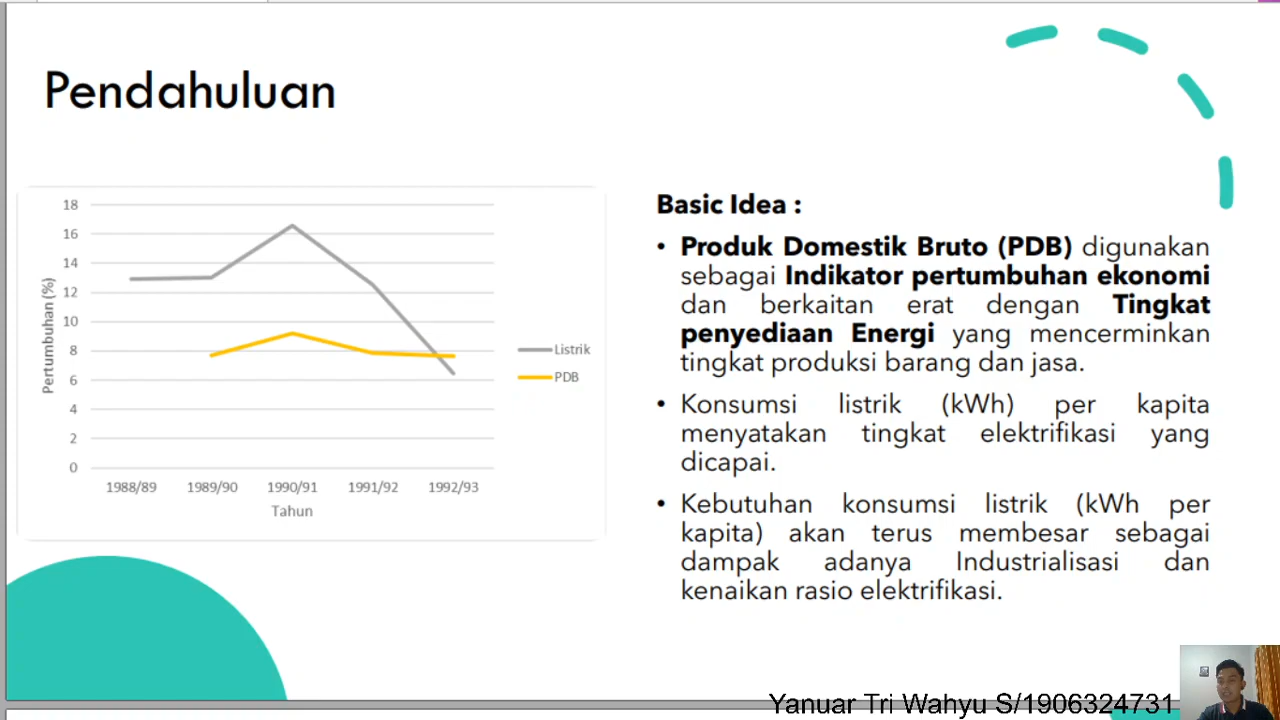 Pendahuluan
18
16
14
12
10
8
6
4
2
0
Pertumbuhan (%)
1988/89 1989/90 1990/91 1991/92 1992/93
Tahun
Listrik
PDB
Basic Idea :
• Produk Domestik Bruto (PDB) digunakan
sebagai Indikator pertumbuhan ekonomi
dan berkaitan erat dengan Tingkat
penyediaan Energi yang mencerminkan
tingkat produksi barang dan jasa.
• Konsumsi listrik (kWh) per kapita
menyatakan tingkat elektrifikasi yang
dicapai.
• Kebutuhan konsumsi listrik (kWh per
kapita) akan terus membesar sebagai
dampak adanya Industrialisasi dan
kenaikan rasio elektrifikasi.
Yanuar Tri Wahyu S/1906324731